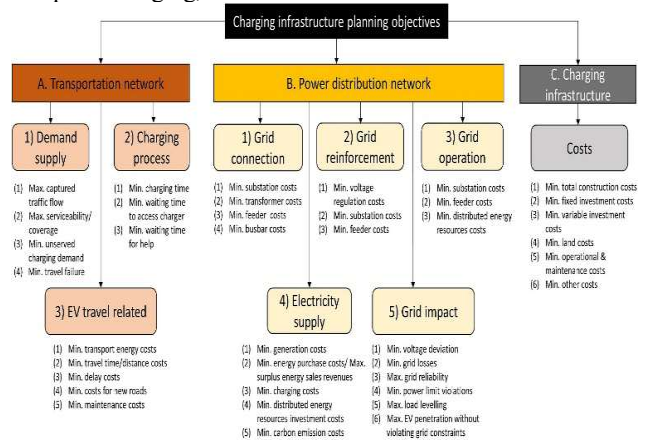 Charging infrastructure planning objectives
A. Transportation network
B. Power distribution network
C. Charging
infrastructure
1) Demand
supply
2) Charging
process
1) Grid
connection
2) Grid
reinforcement
3) Grid
operation
Costs
(1) Max. captured
traffic flow
(2) Max. serviceability/
coverage
(3) Min. unserved
charging demand
(4) Min. travel failure
(1) Min. charging time
(2) Min. waiting time
to access charger
(3) Min. waiting time
for help
(1) Min. substation costs
(2) Min. transformer costs
(3) Min. feeder costs
(4) Min. busbar costs
(1) Min. voltage
regulation costs
(2) Min. substation costs
(3) Min. feeder costs
(1) Min. substation costs
(2) Min. feeder costs
(3) Min. distributed energy
resources costs
(1) Min. total construction costs
(2) Min. fixed investment costs
(3) Min. variable investment
costs
(4) Min. land costs
(5) Min. operational &
maintenance costs
(6) Min. other costs
3) EV travel related
4) Electricity
supply
5) Grid impact
(1) Min. transport energy costs
(2) Min. travel time/distance costs
(3) Min. delay costs
(4) Min. costs for new roads
(5) Min. maintenance costs
(1) Min. generation costs
(2) Min. energy purchase costs/ Max.
surplus energy sales revenues
(3) Min. charging costs
(4) Min. distributed energy
resources investment costs
(5) Min. carbon emission costs
(1) Min. voltage deviation
(2) Min. grid losses
(3) Max. grid reliability
(4) Min. power limit violations
(5) Max. load levelling
(6) Max. EV penetration without
violating grid constraints